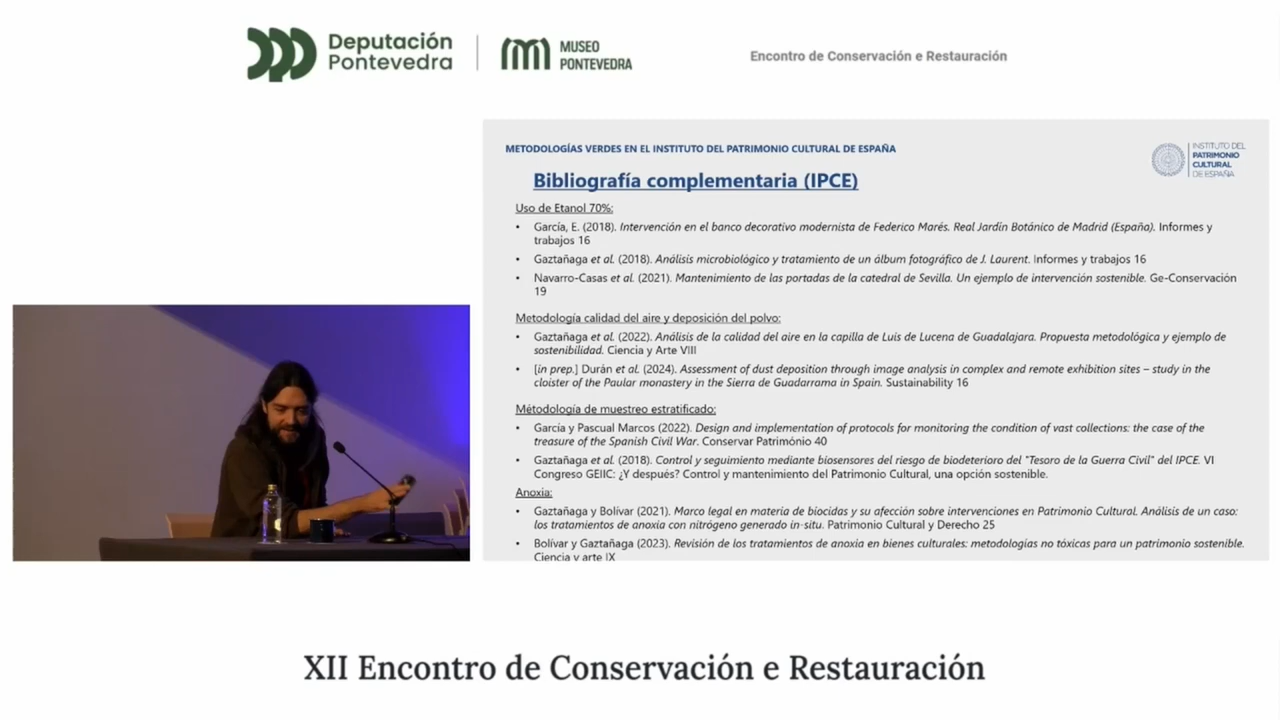 Deputación
Pontevedra
MUSEO
PONTEVEDRA
Encontro de Conservación e Restauración
METODOLOGÍAS VERDES EN EL INSTITUTO DEL PATRIMONIO CULTURAL DE ESPAÑA
INSTITUTO DEL
PATRIMONIO
CULTURAL
DE ESPAÑA
Bibliografía complementaria (IPCE)
Uso de Etanol 70%:
• García, E. (2018). Intervención en el banco decorativo modernista de Federico Marés. Real Jardín Botánico de Madrid (España). Informes y
trabajos 16
• Gaztañaga et al. (2018). Análisis microbiológico y tratamiento de un álbum fotográfico de J. Laurent. Informes y trabajos 16
• Navarro-Casas et al. (2021). Mantenimiento de las portadas de la catedral de Sevilla. Un ejemplo de intervención sostenible. Ge-Conservación
19
Metodología calidad del aire y deposición del polvo:
• Gaztañaga et al. (2022). Análisis de la calidad del aire en la capilla de Luis de Lucena de Guadalajara. Propuesta metodológica y ejemplo de
sostenibilidad. Ciencia y Arte VIII
• [in prep.] Durán et al. (2024). Assessment of dust deposition through image analysis in complex and remote exhibition sites – study in the
cloister of the Paular monastery in the Sierra de Guadarrama in Spain. Sustainability 16
Métodología de muestreo estratificado:
• García y Pascual Marcos (2022). Design and implementation of protocols for monitoring the condition of vast collections: the case of the
treasure of the Spanish Civil War. Conservar Património 40
• Gaztañaga et al. (2018). Control y seguimiento mediante biosensores del riesgo de biodeterioro del "Tesoro de la Guerra Civil" del IPCE. VI
Congreso GEIIC: ¿Y después? Control y mantenimiento del Patrimonio Cultural, una opción sostenible.
Anoxia:
• Gaztañaga y Bolívar (2021). Marco legal en materia de biocidas y su afección sobre intervenciones en Patrimonio Cultural. Análisis de un caso:
los tratamientos de anoxia con nitrógeno generado in-situ. Patrimonio Cultural y Derecho 25
• Bolívar y Gaztañaga (2023). Revisión de los tratamientos de anoxia en bienes culturales: metodologías no tóxicas para un patrimonio sostenible.
Ciencia y arte IX
XII Encontro de Conservación e Restauración